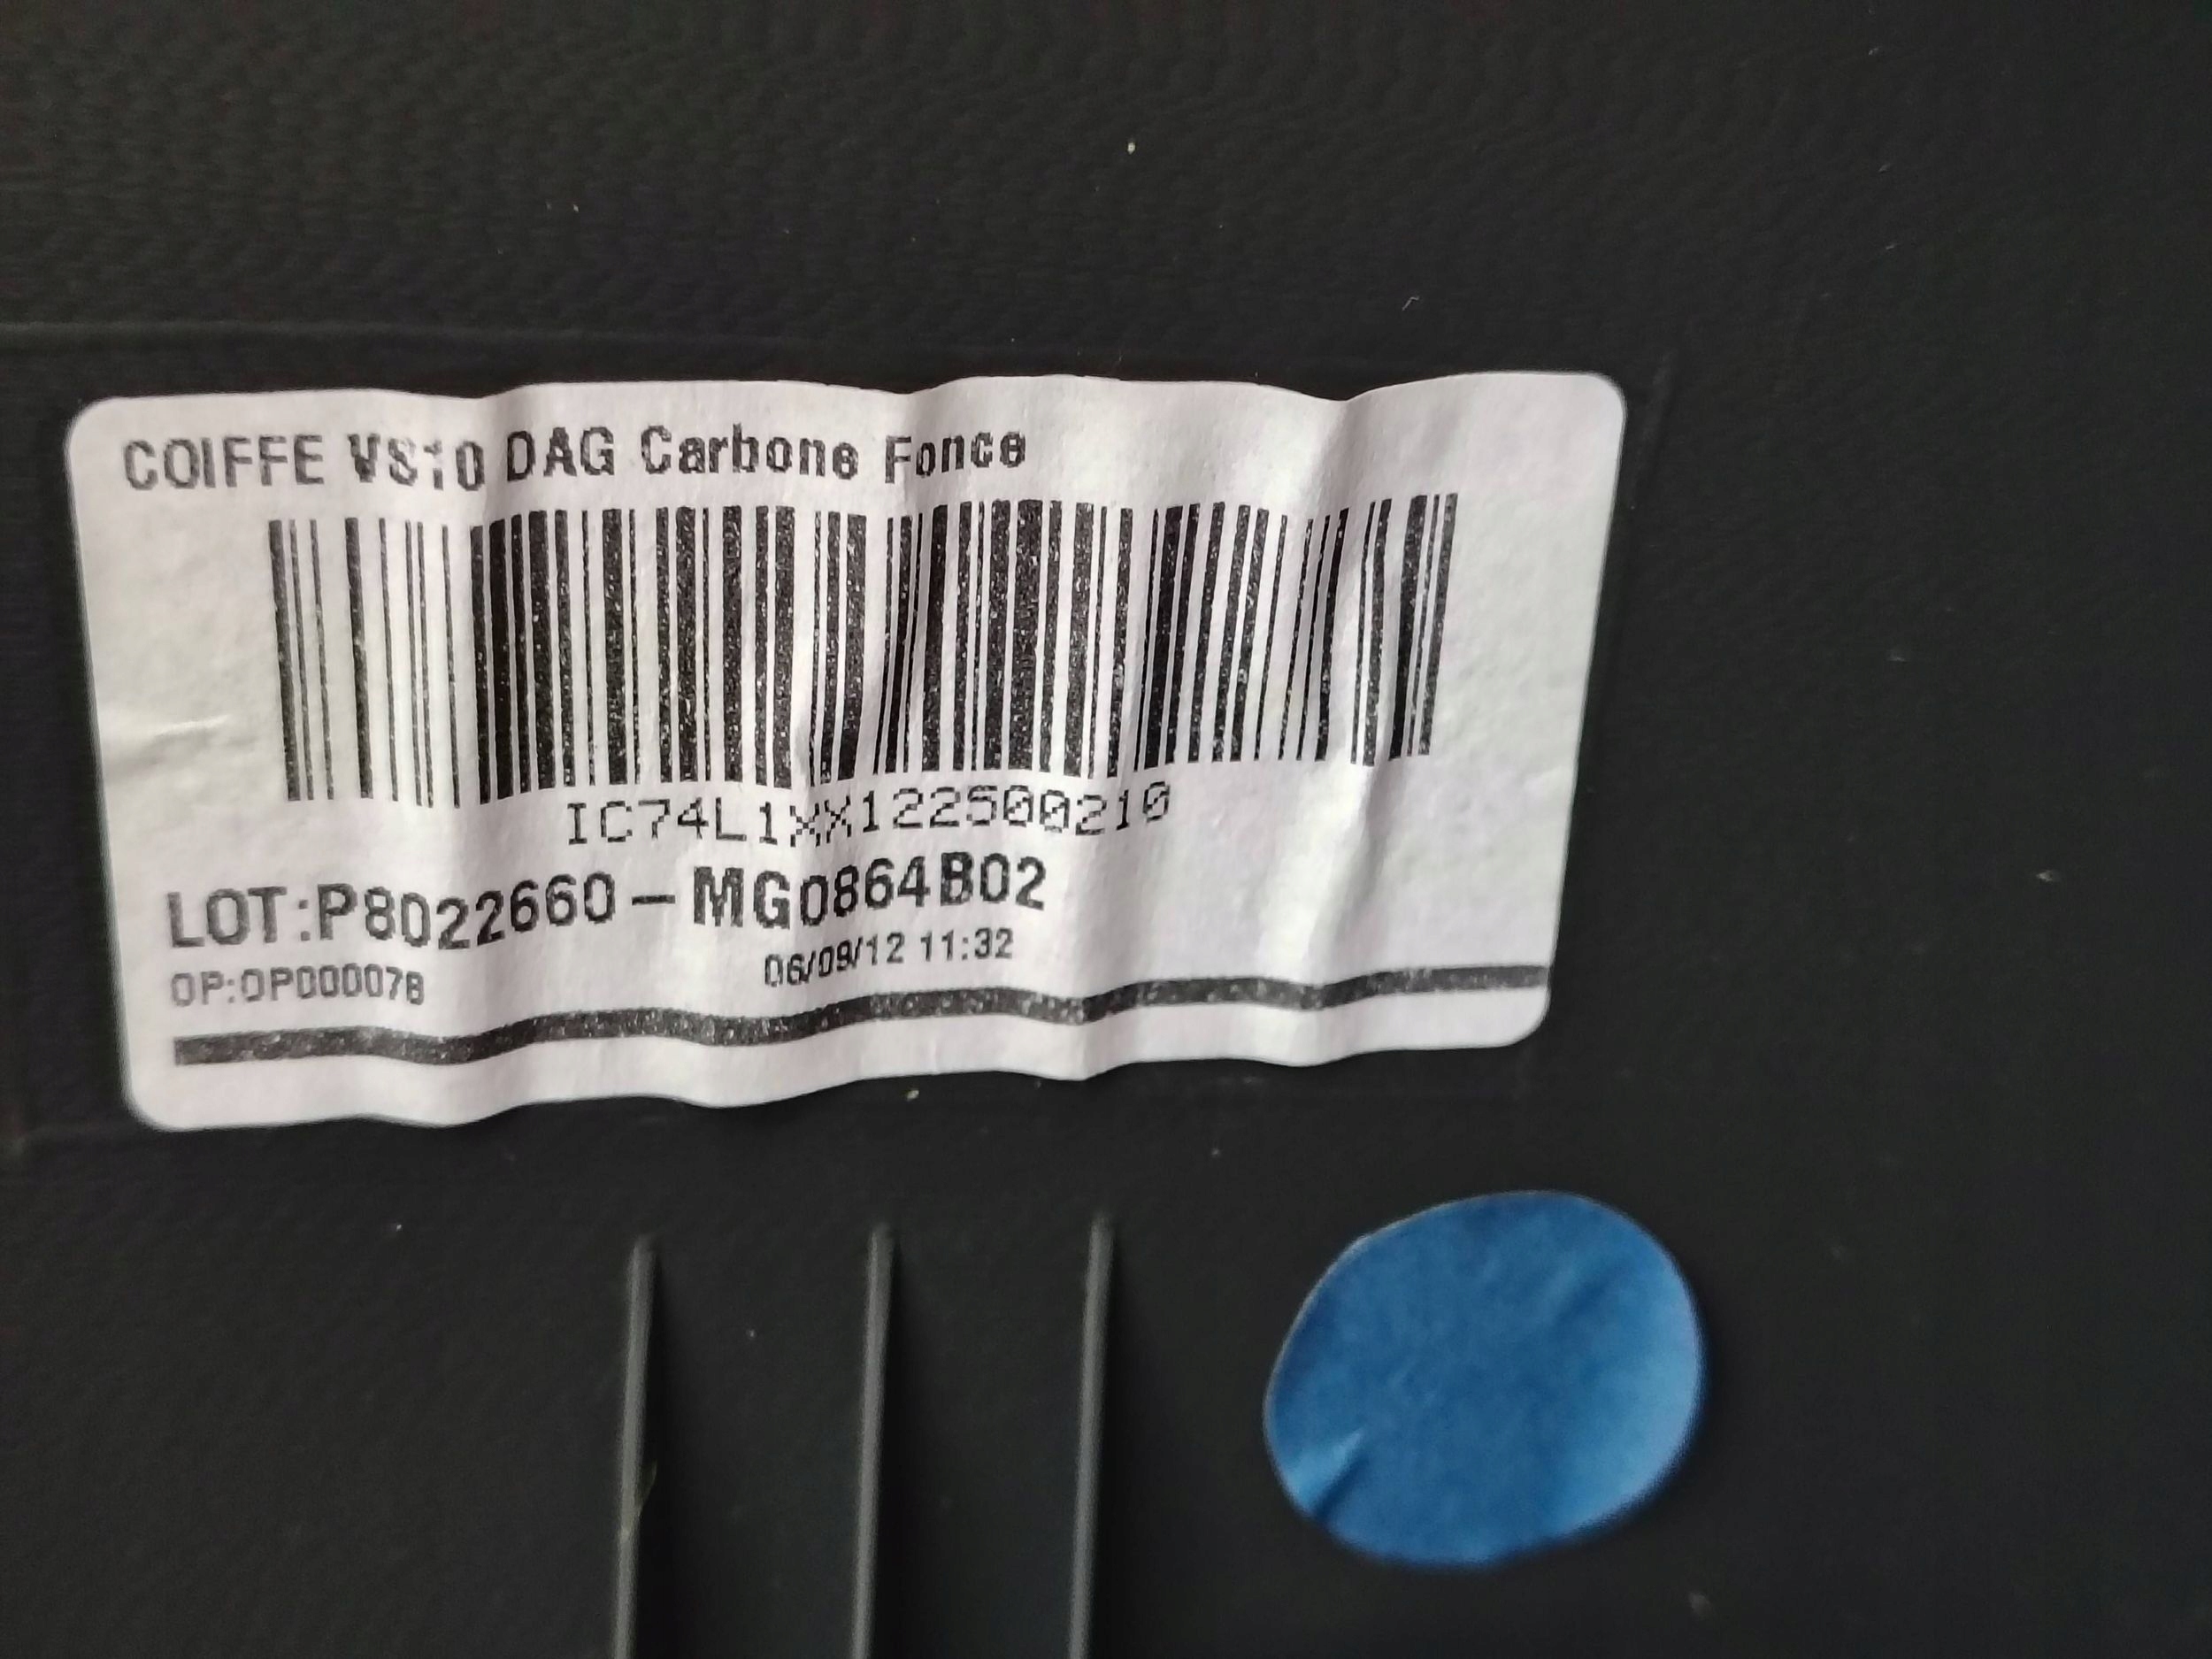 COIFFE VS10 DAG Carbone Fonce
IC74L1XX122500210
LOT:P8022660-MG0864B02
OP:OP000078 06/09/12 11:32